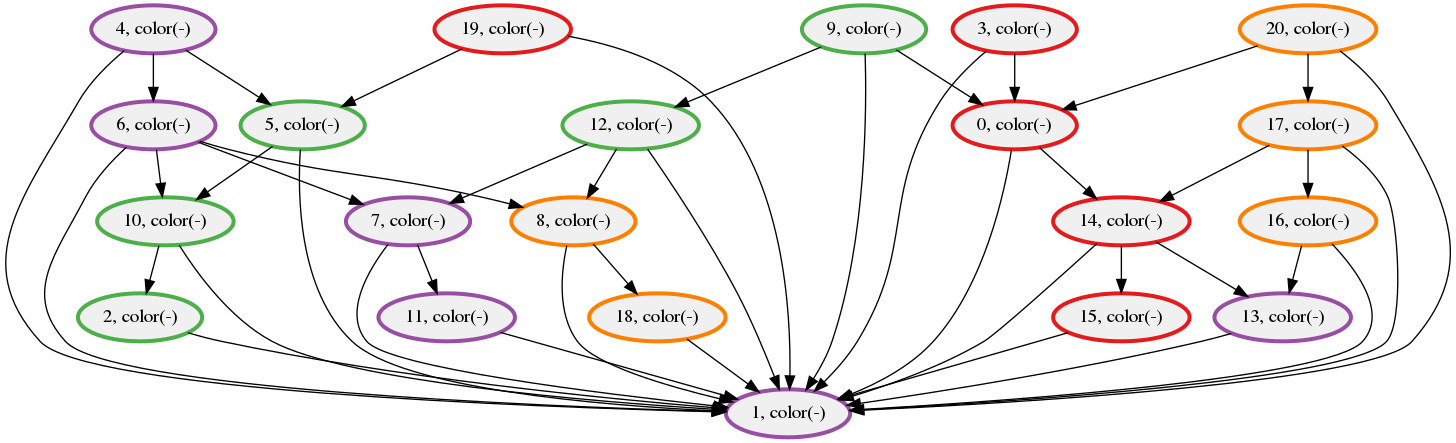 4, color(-)
19, color(-)
9, color(-)
3, color(-)
20, color(-)
6, color(-)
5, color(-)
12, color(-)
0, color(-)
17, color(-)
10, color(-)
7, color(-)
8, color(-)
14, color(-)
16, color(-)
2, color(-)
11, color(-)
18, color(-)
15, color(-)
13, color(-)
1, color(-)